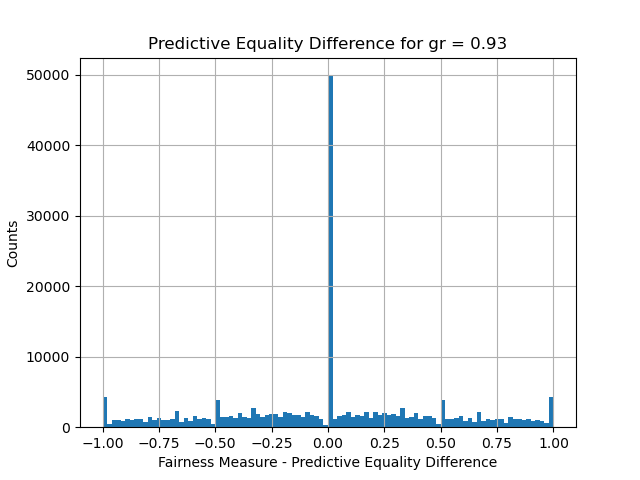 Predictive Equality Difference for gr = 0.93
50000
40000
30000
20000
10000
0
Counts
−1.00 −0.75 −0.50 −0.25 0.00 0.25 0.50 0.75 1.00
Fairness Measure - Predictive Equality Difference